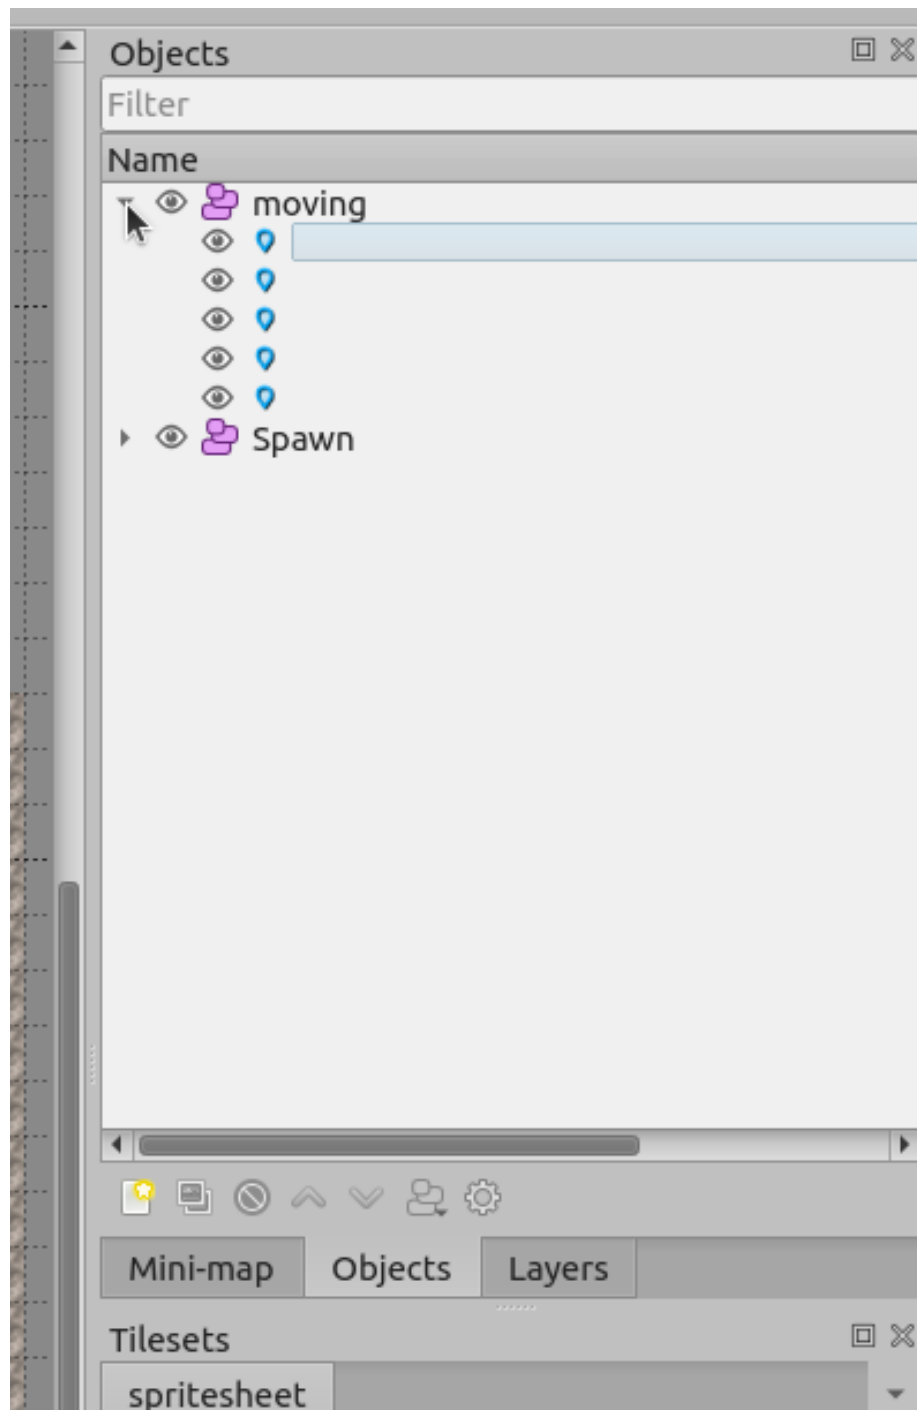 Objects
Filter
Name
moving
Spawn
Mini-map Objects Layers
Tilesets
spritesheet